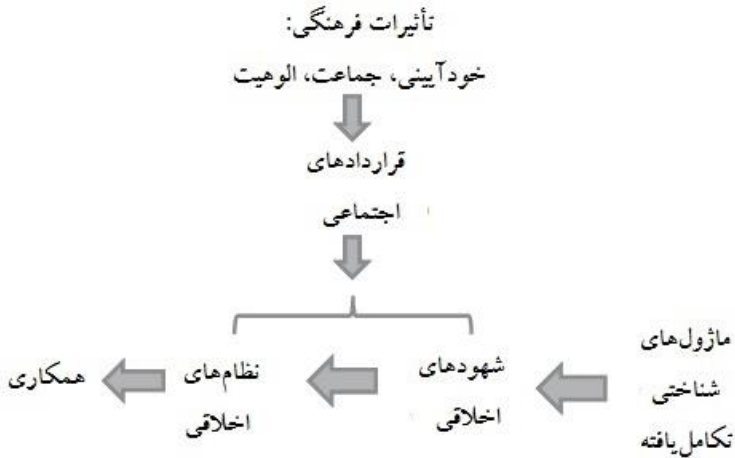 تأثیرات فرهنگی:
خودآیینی، جماعت، الوهیت
قراردادهای
اجتماعی
ماژول‌های
شناختی
تکامل‌یافته
شهودهای
اخلاقی
نظام‌های
اخلاقی
همکاری